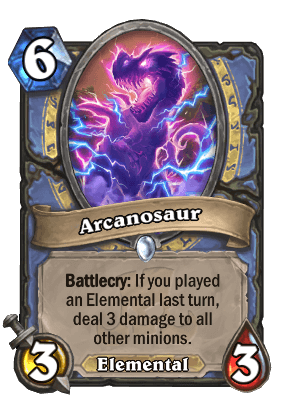 6
Arcanosaur
Battlecry: If you played
an Elemental last turn,
deal 3 damage to all
other minions.
3
Elemental
3